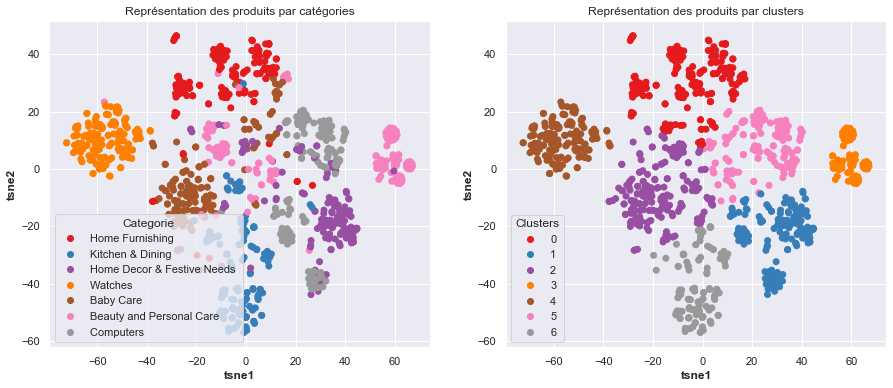 Représentation des produits par catégories
Représentation des produits par clusters
40
20
0
−20
−40
−60
tsne2
−60 −40 −20 0 20 40 60
tsne1
Categorie
Home Furnishing
Kitchen & Dining
Home Decor & Festive Needs
Watches
Baby Care
Beauty and Personal Care
Computers
40
20
0
−20
−40
−60
tsne2
−60 −40 −20 0 20 40 60
tsne1
Clusters
0
1
2
3
4
5
6